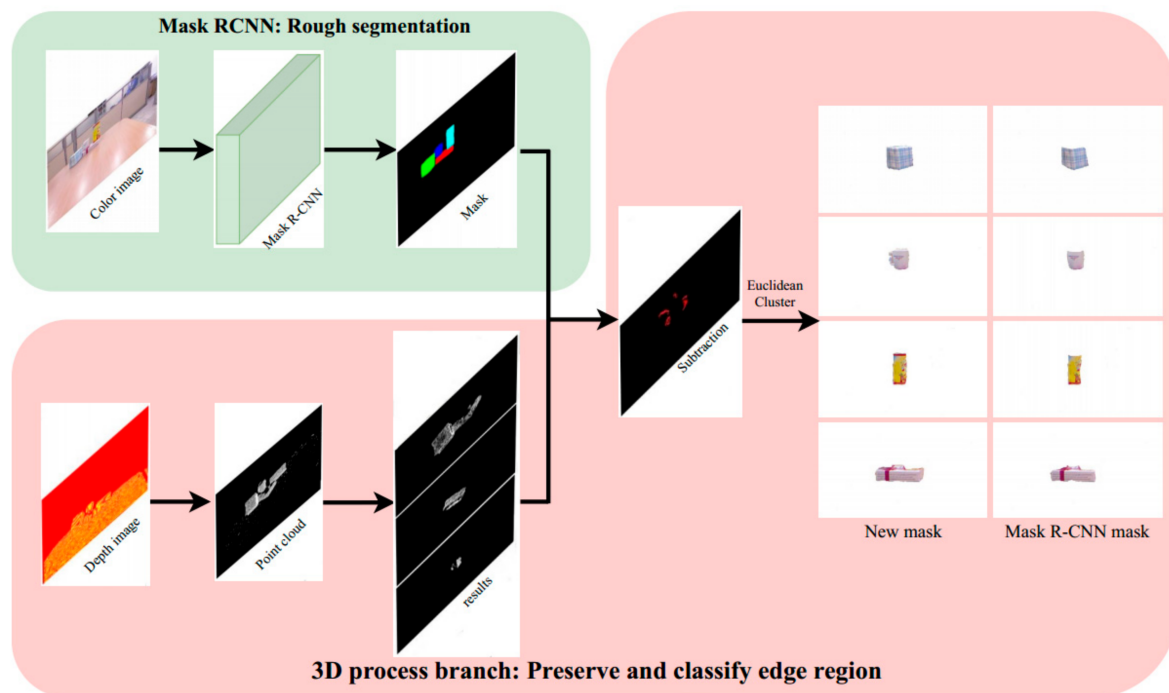 Mask RCNN: Rough segmentation
Color image
Mask R-CNN
Mask
Depth image
Point cloud
results
Subtraction
Euclidean
Cluster
New mask
Mask R-CNN mask
3D process branch: Preserve and classify edge region